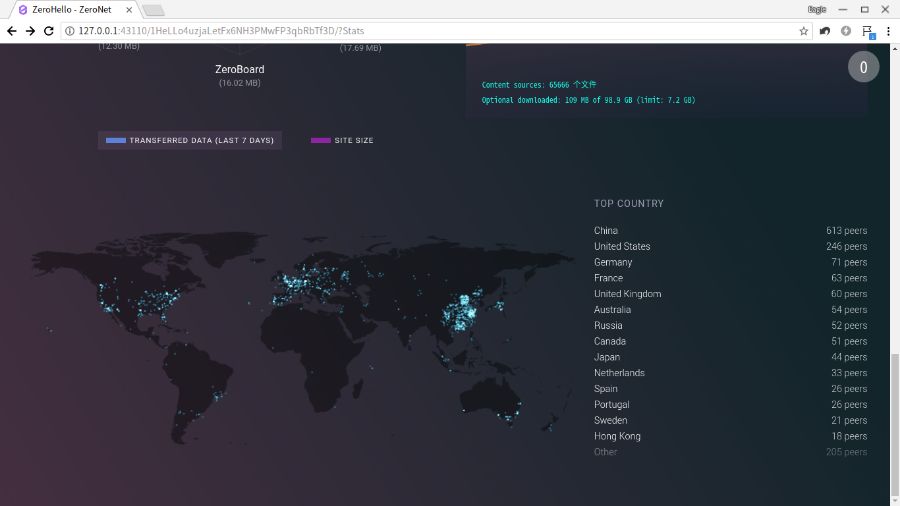 ZeroHello - ZeroNet
Eagle
127.0.0.1:43110/1HeLLo4uzjaLetFx6NH3PMwFP3qbRbTf3D/?Stats
1
(12.30 MB)
(17.69 MB)
0
ZeroBoard
(16.02 MB)
Content sources: 65666 个文件
Optional downloaded: 109 MB of 98.9 GB (limit: 7.2 GB)
TRANSFERRED DATA (LAST 7 DAYS)
SITE SIZE
TOP COUNTRY
China 613 peers
United States 246 peers
Germany 71 peers
France 63 peers
United Kingdom 60 peers
Australia 54 peers
Russia 52 peers
Canada 51 peers
Japan 44 peers
Netherlands 33 peers
Spain 26 peers
Portugal 26 peers
Sweden 21 peers
Hong Kong 18 peers
Other 205 peers